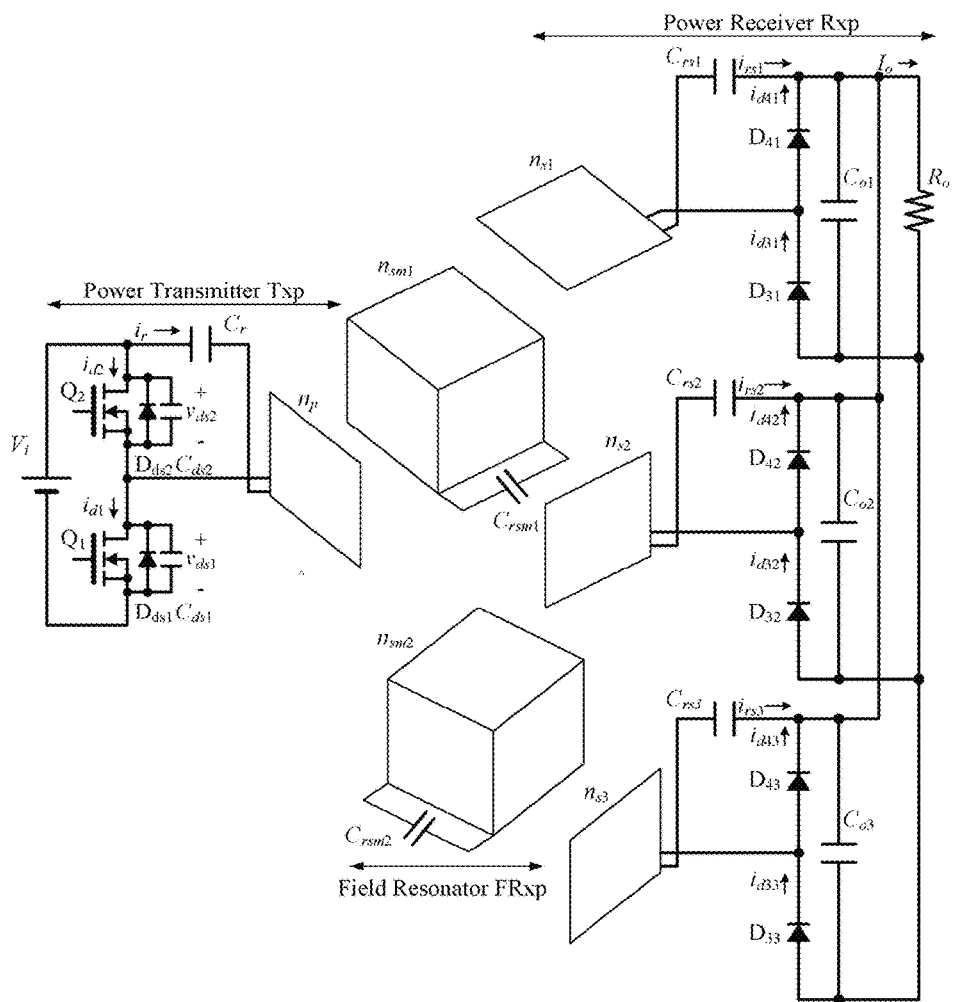 Power Receiver Rxp
Crs1
irs1
Io
id41
D41
Co1
Ro
ns1
id31
D31
nsm1
Power Transmitter Txp
ir
Cr
id2
Q2
+
vds2
-
Dds2 Cds2
Vi
np
Crsm1
id1
Q1
+
vds1
-
Dds1 Cds1
Crs2
irs2
id42
D42
Co2
ns2
id32
D32
nsm2
Crsm2
Field Resonator FRxp
Crs3
irs3
id43
D43
Co3
ns3
id33
D33